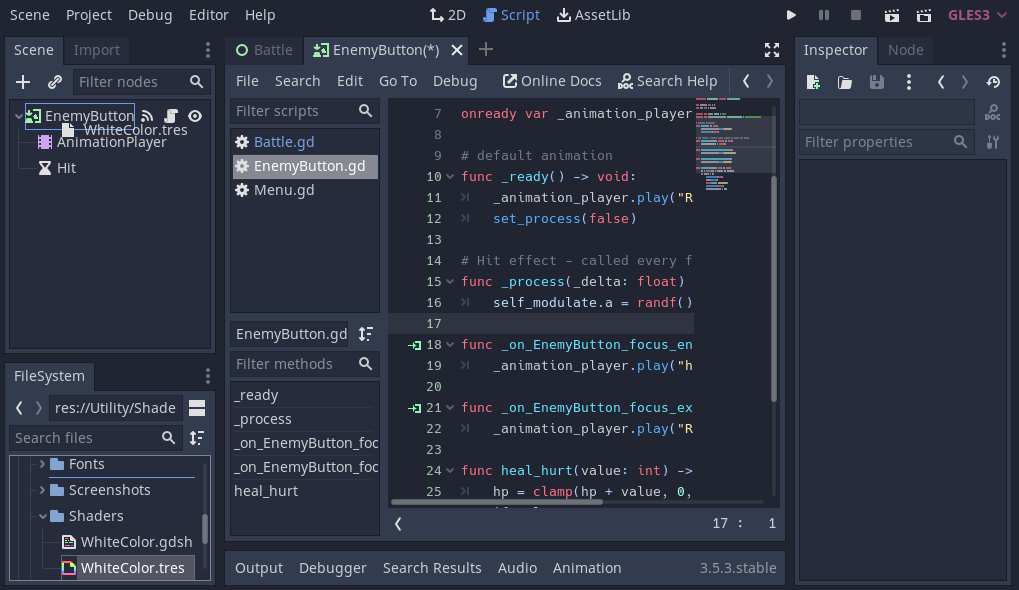 Scene Project Debug Editor Help 2D Script AssetLib GLES3
Scene Import
Filter nodes
EnemyButton
WhiteColor.tres
AnimationPlayer
Hit
FileSystem
res://Utility/Shade
Search files
Fonts
Screenshots
Shaders
WhiteColor.gdsh
WhiteColor.tres
Battle EnemyButton(*)
File Search Edit Go To Debug Online Docs Search Help
Filter scripts
Battle.gd
EnemyButton.gd
Menu.gd
EnemyButton.gd
Filter methods
_ready
_process
_on_EnemyButton_foc
_on_EnemyButton_foc
heal_hurt
7 onready var _animation_player
8
9 # default animation
10 func _ready() -> void:
11 _animation_player.play("R
12 set_process(false)
13
14 # Hit effect - called every f
15 func _process(_delta: float)
16 self_modulate.a = randf()
17
18 func _on_EnemyButton_focus_en
19 _animation_player.play("h
20
21 func _on_EnemyButton_focus_ex
22 _animation_player.play("R
23
24 func heal_hurt(value: int) ->
25 hp = clamp(hp + value, 0,
17 : 1
Output Debugger Search Results Audio Animation 3.5.3.stable
Inspector Node
DOC
Filter properties